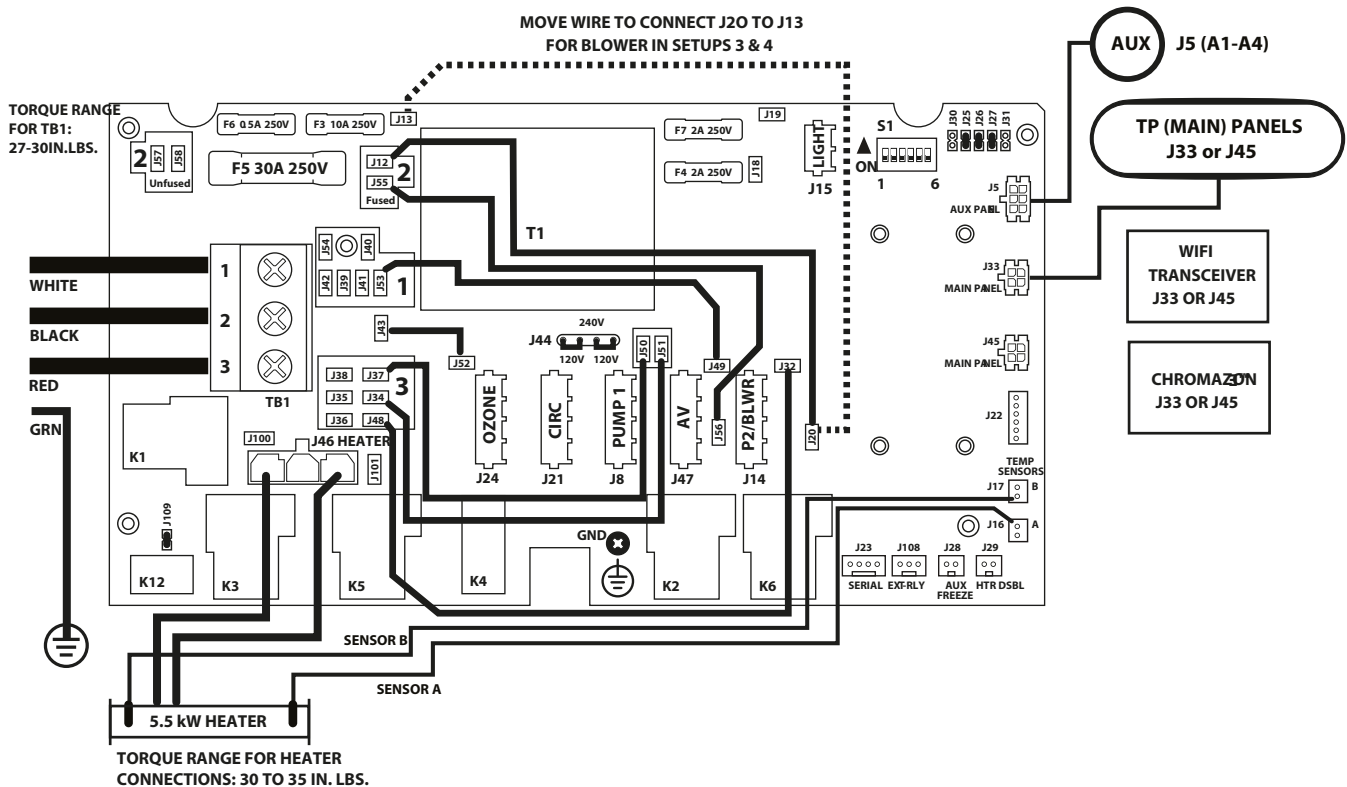 MOVE WIRE TO CONNECT J2O TO J13
FOR BLOWER IN SETUPS 3 & 4
AUX
J5 (A1-A4)
TORQUE RANGE
FOR TB1:
27-30IN.LBS.
F6 0.5A 250V
F3 10A 250V
J13
F7 2A 250V
J19
S1
J30
J25
J26
J27
J31
TP (MAIN) PANELS
J33 or J45
2
J57
J58
Unfused
F5 30A 250V
J12
2
J55
Fused
F4 2A 250V
J18
LIGHT
J15
ON
1
6
J5
AUX PANEL
T1
J54
J40
J42
J39
J41
J53
1
WHITE
1
BLACK
2
RED
3
TB1
GRN
J33
MAIN PANEL
WIFI
TRANSCEIVER
J33 OR J45
J43
J52
240V
J44
120V
120V
J50
J51
J49
J32
J45
MAIN PANEL
CHROMAZON3™
J33 OR J45
J38
J37
3
J35
J34
J36
J48
OZONE
J24
CIRC
J21
PUMP 1
J8
AV
J47
J56
P2/BLWR
J14
J20
J22
J100
J46 HEATER
J101
K1
TEMP
SENSORS
J17
B
J16
A
J109
GND
K12
K3
K5
K4
K2
K6
J23
SERIAL
J108
EXT-RLY
J28
AUX
FREEZE
J29
HTR DSBL
SENSOR B
SENSOR A
5.5 kW HEATER
TORQUE RANGE FOR HEATER
CONNECTIONS: 30 TO 35 IN. LBS.